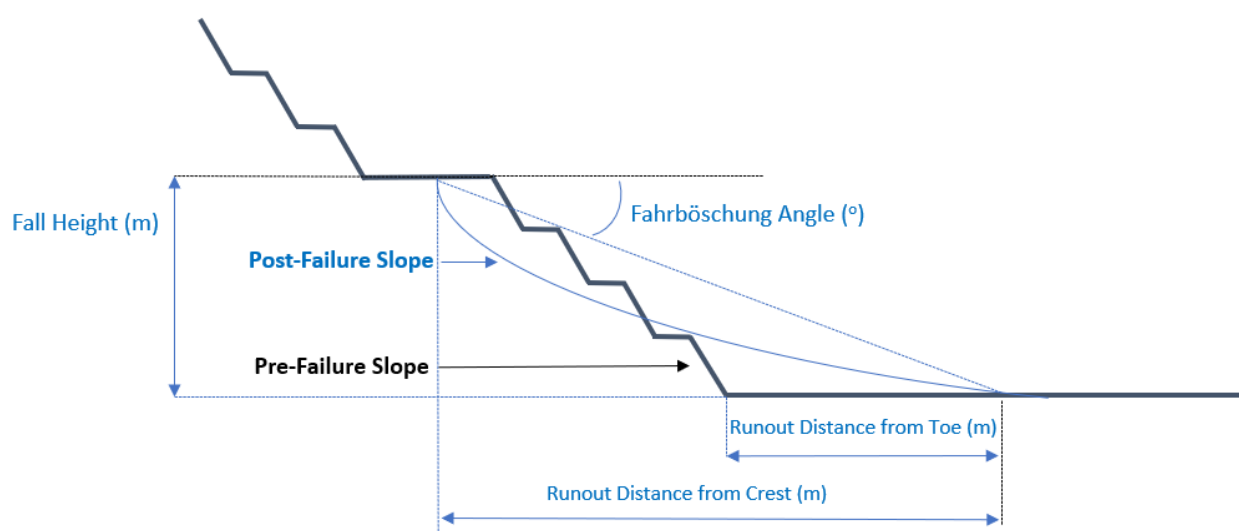 Fall Height (m)
Fahrböschung Angle (°)
Post-Failure Slope
Pre-Failure Slope
Runout Distance from Toe (m)
Runout Distance from Crest (m)